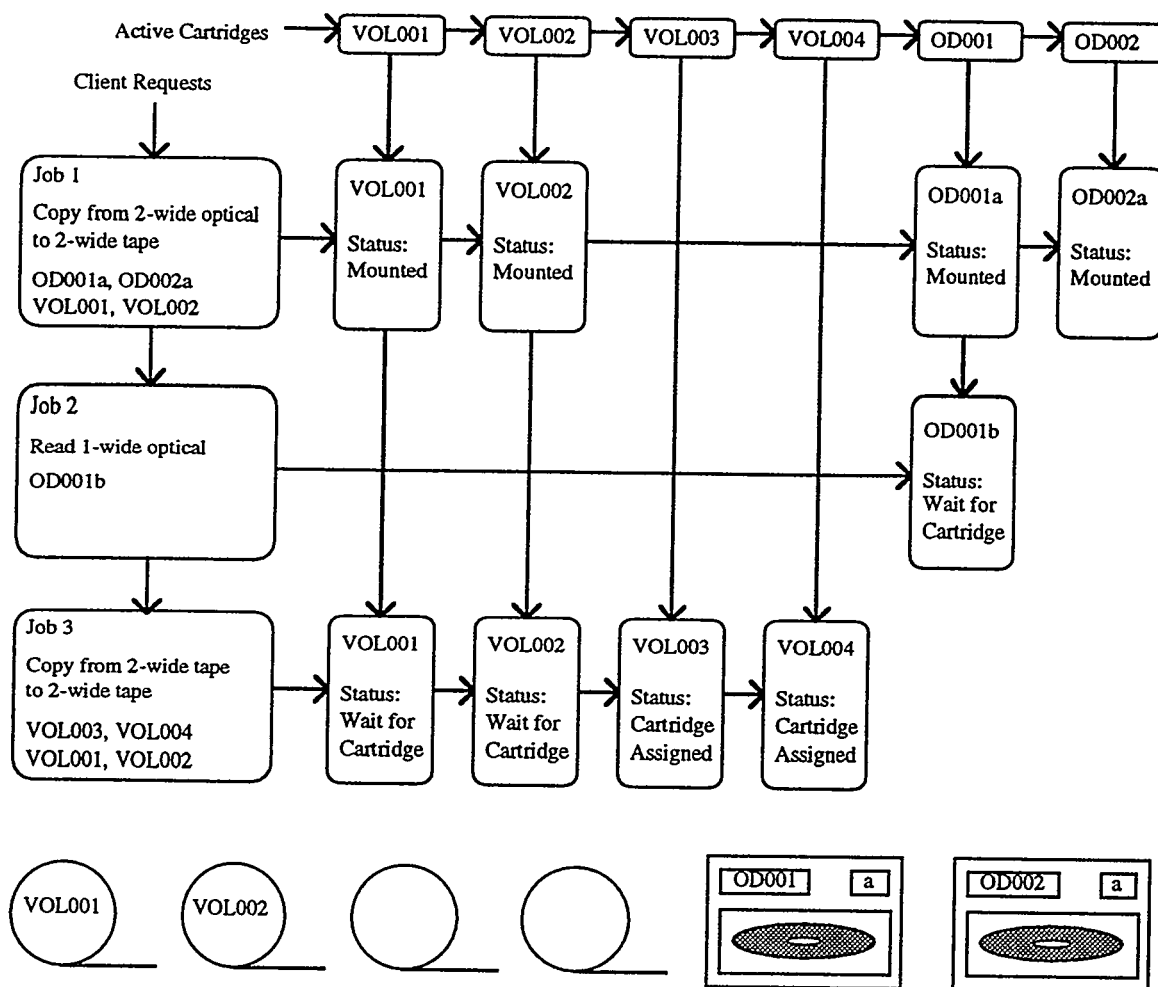 Active Cartridges
VOL001
VOL002
VOL003
VOL004
OD001
OD002
Client Requests
Job 1
Copy from 2-wide optical
to 2-wide tape
OD001a, OD002a
VOL001, VOL002
VOL001
Status:
Mounted
VOL002
Status:
Mounted
OD001a
Status:
Mounted
OD002a
Status:
Mounted
Job 2
Read 1-wide optical
OD001b
OD001b
Status:
Wait for
Cartridge
Job 3
Copy from 2-wide tape
to 2-wide tape
VOL003, VOL004
VOL001, VOL002
VOL001
Status:
Wait for
Cartridge
VOL002
Status:
Wait for
Cartridge
VOL003
Status:
Cartridge
Assigned
VOL004
Status:
Cartridge
Assigned
VOL001
VOL002
OD001
a
OD002
a